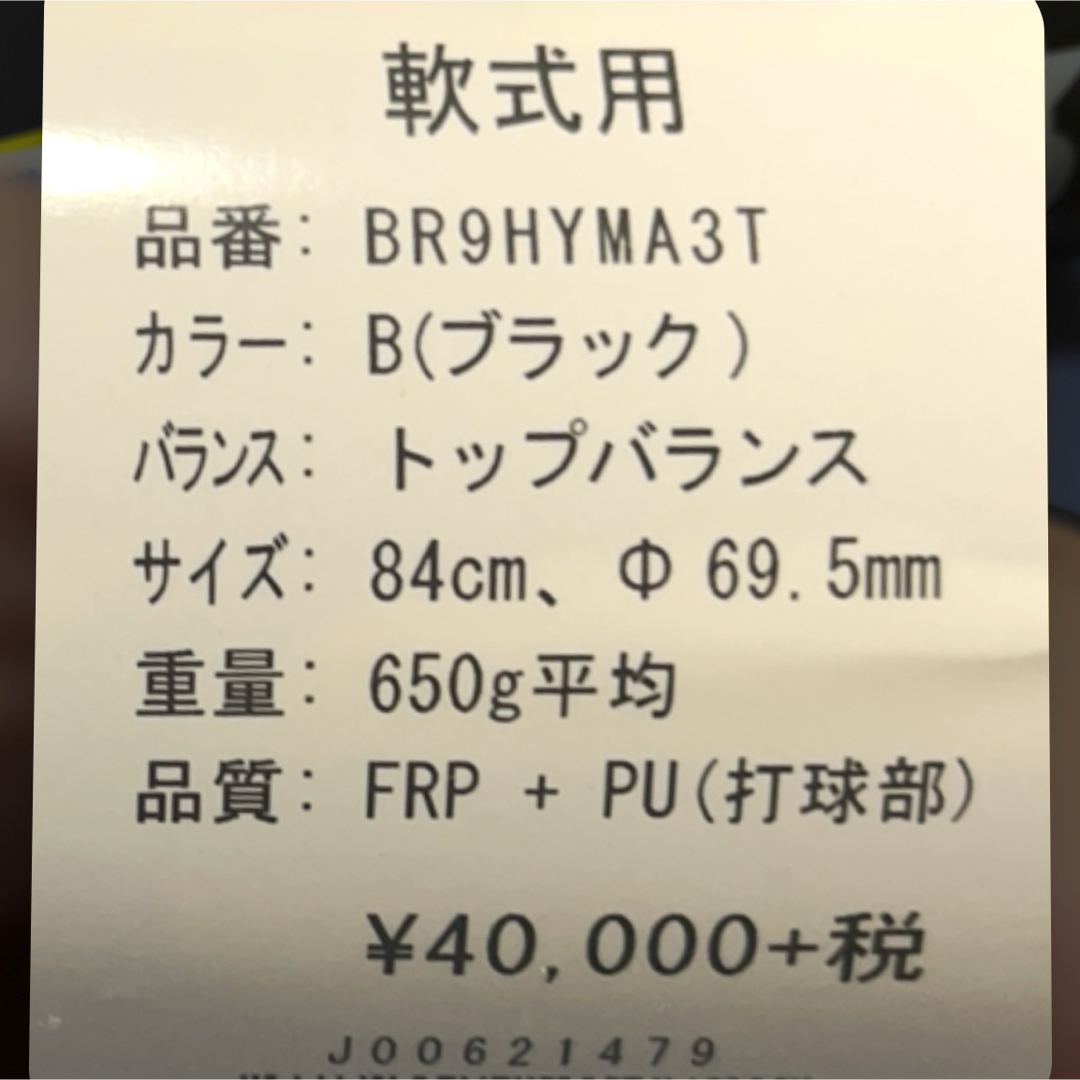 軟式用
品番: BR9HYMA3T
カラー: B(ブラック)
バランス: トップバランス
サイズ: 84cm、Φ 69.5mm
重量: 650g平均
品質: FRP + PU(打球部)
¥40,000+税
J00621479